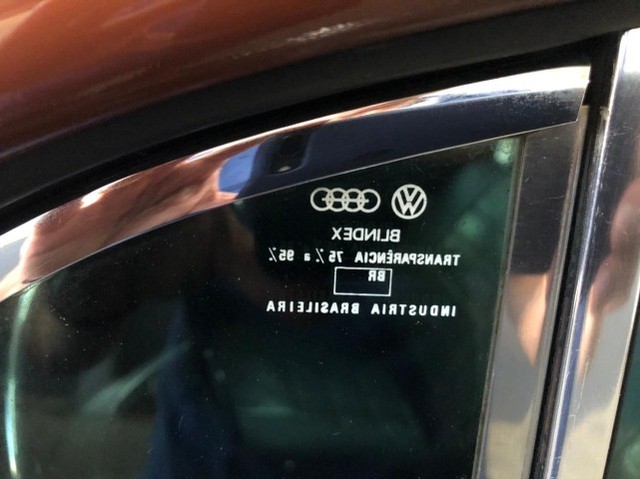 BLINDEX
TRANSPARÊNCIA 75% a 95%
BR
INDUSTRIA BRASILEIRA